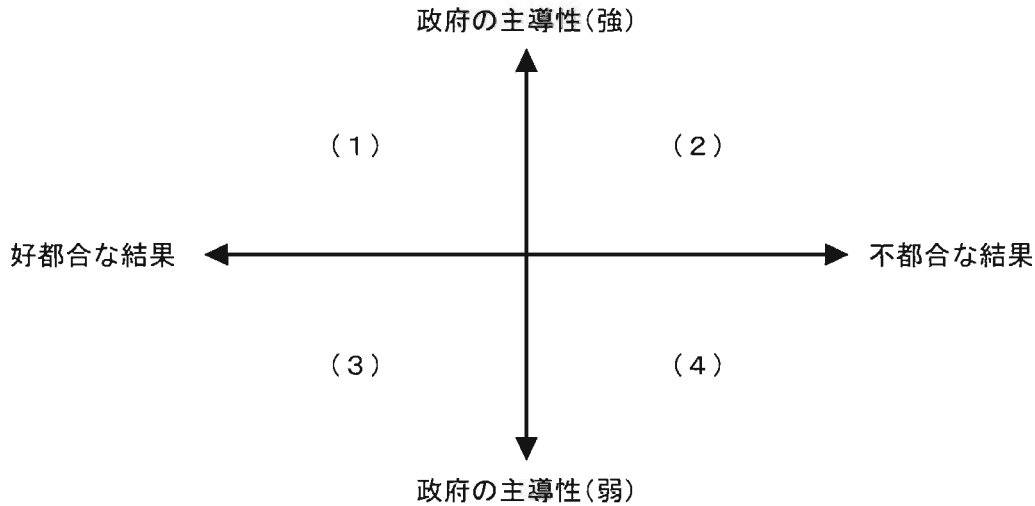 政府の主導性(強)
(1)
(2)
好都合な結果
不都合な結果
(3)
(4)
政府の主導性(弱)